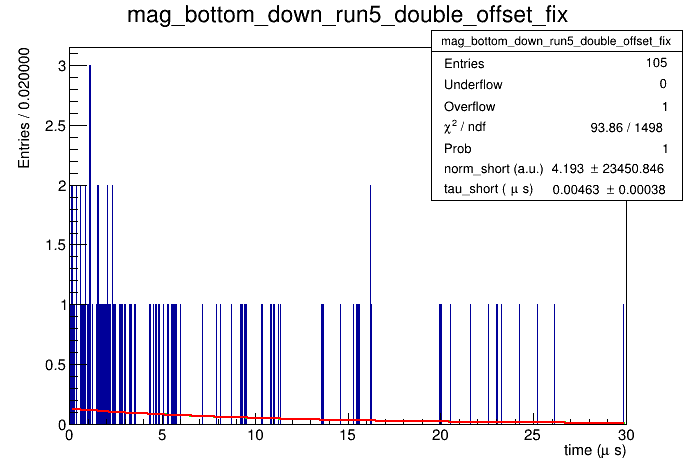 mag_bottom_down_run5_double_offset_fix
mag_bottom_down_run5_double_offset_fix
Entries 105
Underflow 0
Overflow 1
χ² / ndf 93.86 / 1498
Prob 1
norm_short (a.u.) 4.193 ± 23450.846
tau_short ( μ s) 0.00463 ± 0.00038
Entries / 0.020000
3
2.5
2
1.5
1
0.5
0
0 5 10 15 20 25 30
time (μ s)